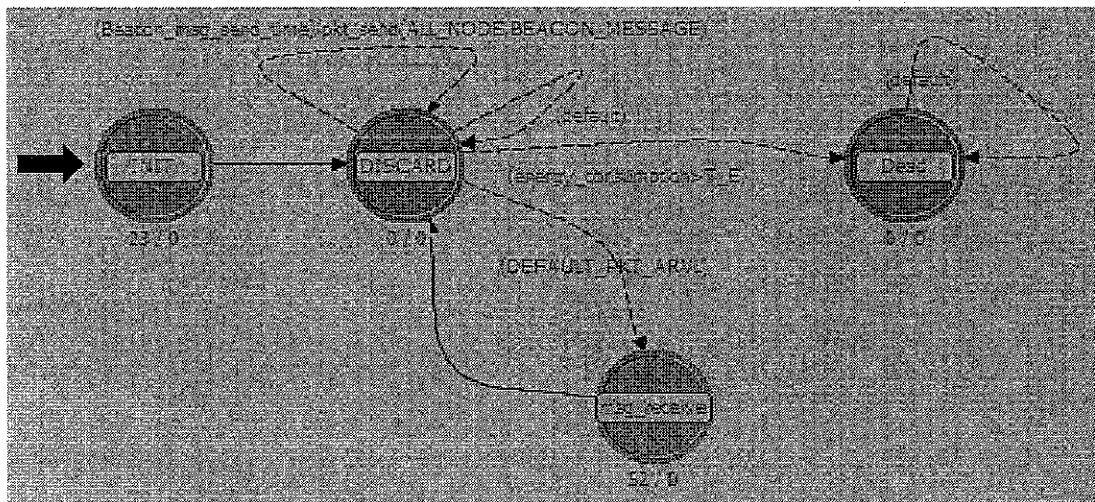 (Beacon_msg_send_time)/pkt_send(ALL_NODE,BEACON_MESSAGE)
(default)
(default)
INIT
DISCARD
Dead
(energy_consumption>T_E)
23 / 0
0 / 0
0 / 0
(DEFAULT_PKT_ARVL)
msg_receive
52 / 0